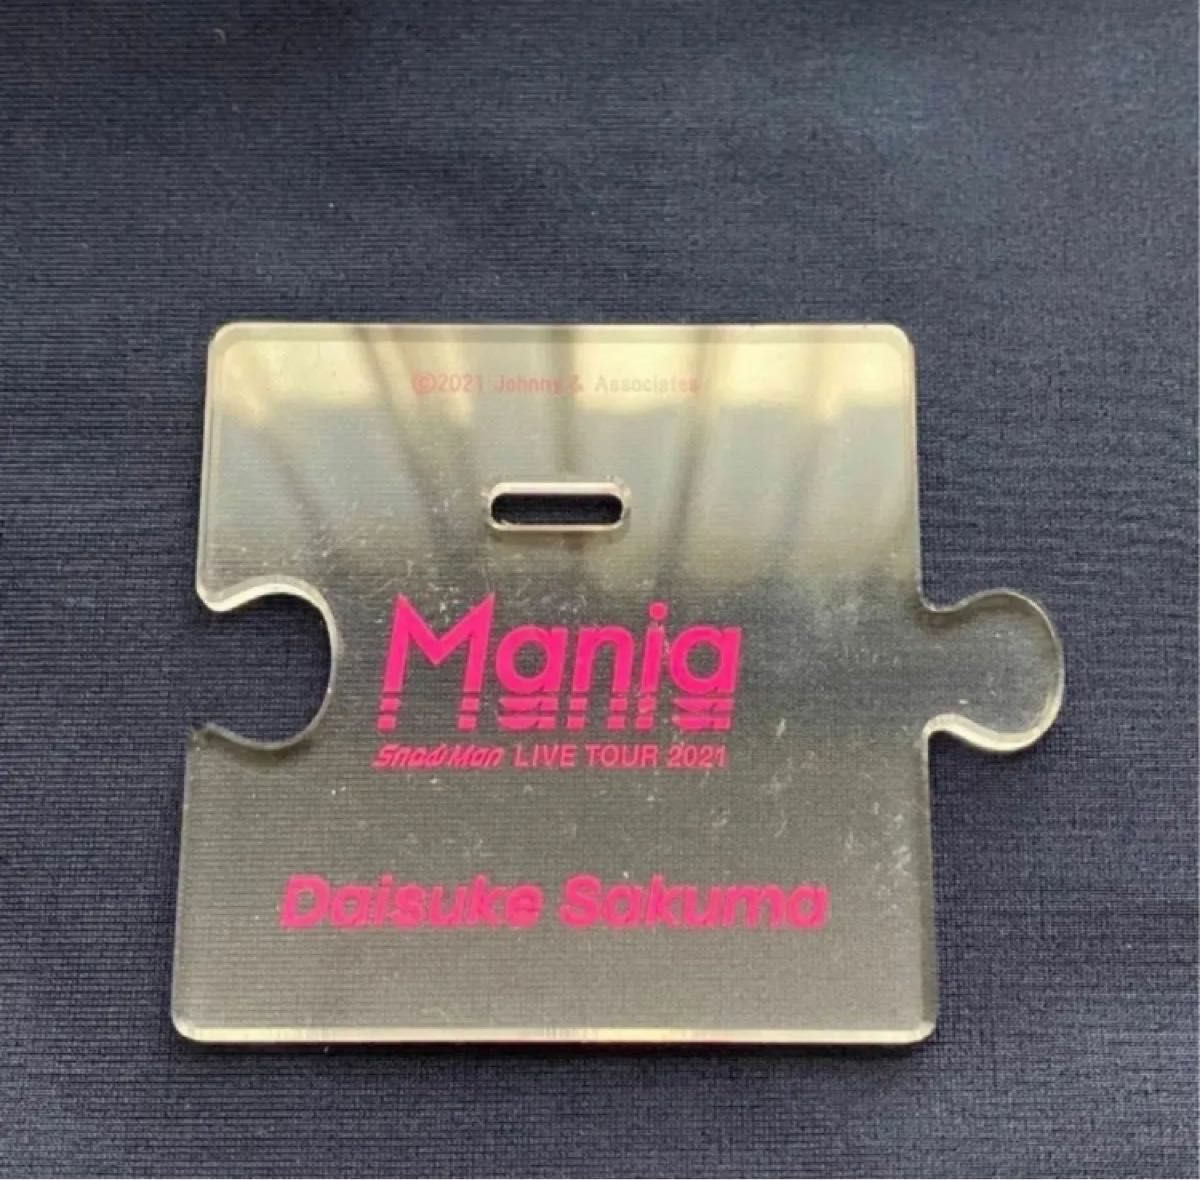 ©2021 Johnny & Associates
Mania
Snow Man LIVE TOUR 2021
Daisuke Sakuma